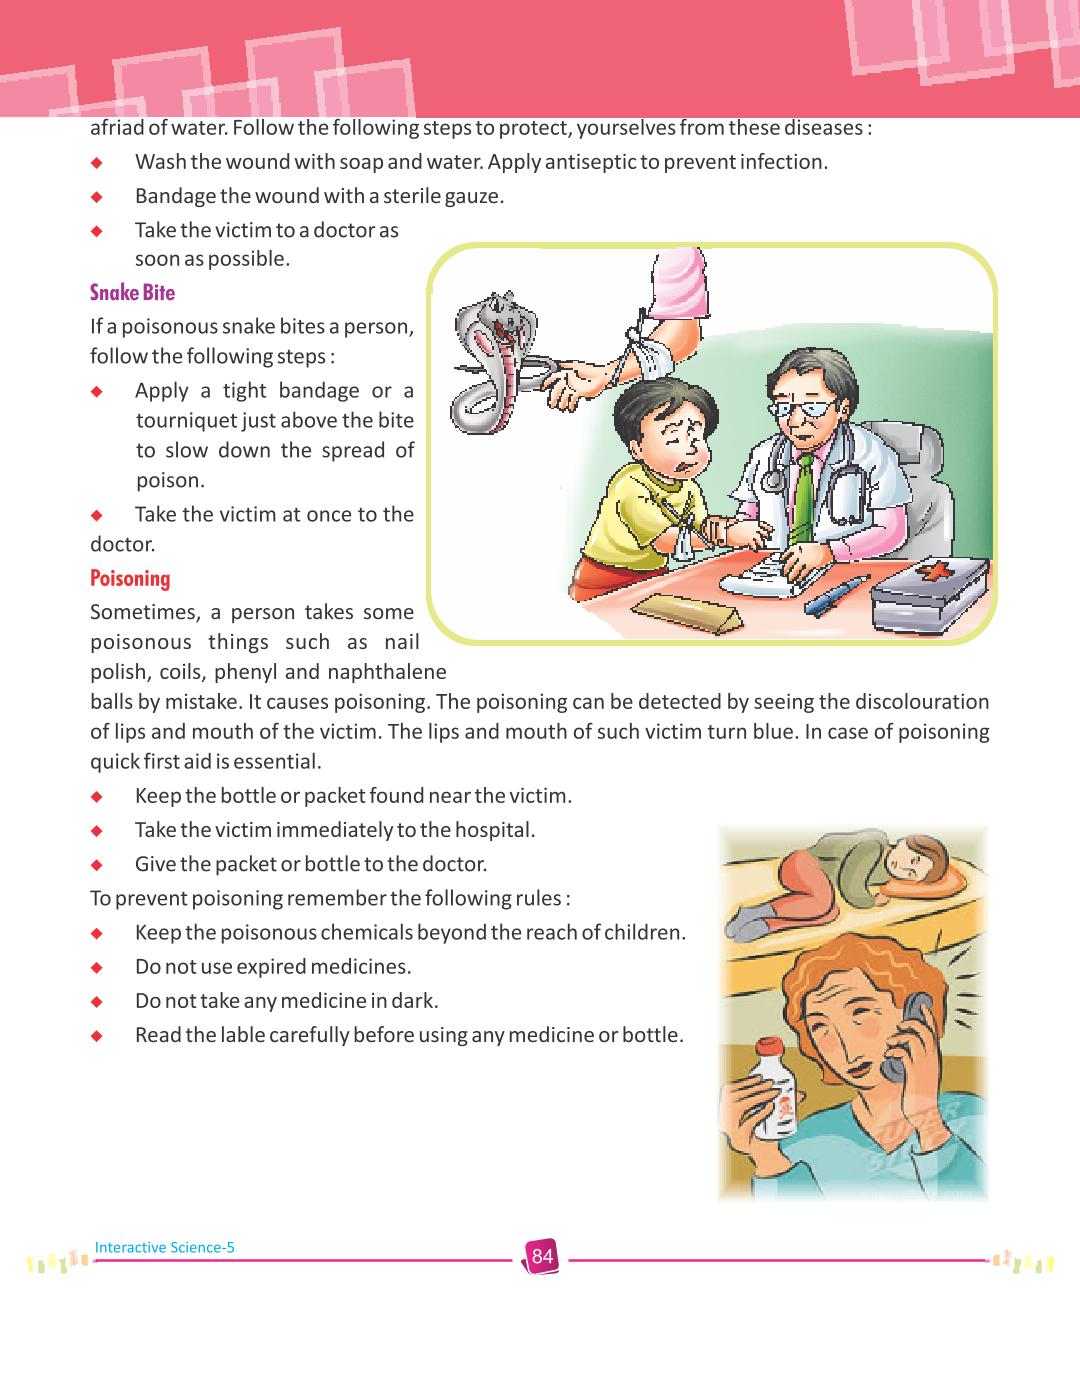 afriad of water. Follow the following steps to protect, yourselves from these diseases :
◆ Wash the wound with soap and water. Apply antiseptic to prevent infection.
◆ Bandage the wound with a sterile gauze.
◆ Take the victim to a doctor as
soon as possible.
Snake Bite
If a poisonous snake bites a person,
follow the following steps :
◆ Apply a tight bandage or a
tourniquet just above the bite
to slow down the spread of
poison.
◆ Take the victim at once to the
doctor.
Poisoning
Sometimes, a person takes some
poisonous things such as nail
polish, coils, phenyl and naphthalene
balls by mistake. It causes poisoning. The poisoning can be detected by seeing the discolouration
of lips and mouth of the victim. The lips and mouth of such victim turn blue. In case of poisoning
quick first aid is essential.
◆ Keep the bottle or packet found near the victim.
◆ Take the victim immediately to the hospital.
◆ Give the packet or bottle to the doctor.
To prevent poisoning remember the following rules :
◆ Keep the poisonous chemicals beyond the reach of children.
◆ Do not use expired medicines.
◆ Do not take any medicine in dark.
◆ Read the lable carefully before using any medicine or bottle.
Interactive Science-5
84